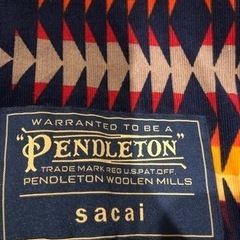 WARRANTED TO BE A
"PENDLETON"
TRADE MARK REG.U.S.PAT.OFF.
PENDLETON WOOLEN MILLS
sacai